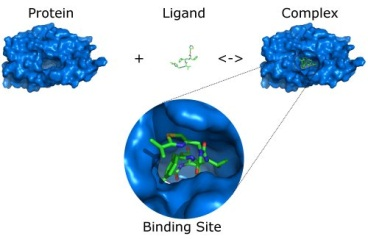 Protein Ligand Complex
+ <->
Binding Site